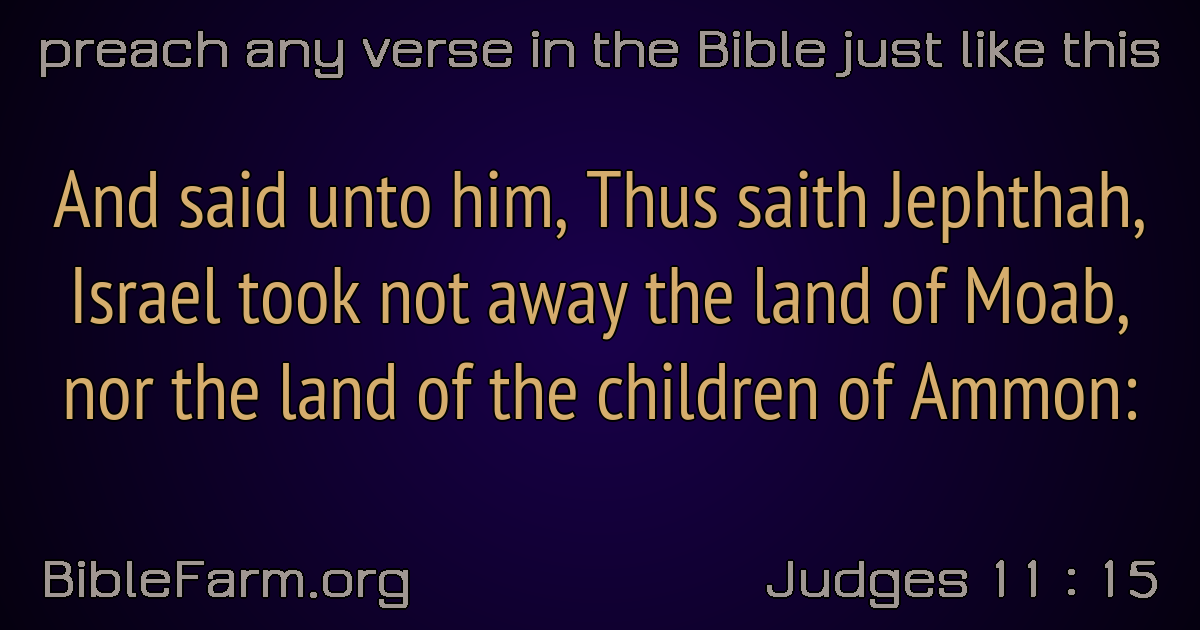 preach any verse in the Bible just like this
And said unto him, Thus saith Jephthah,
Israel took not away the land of Moab,
nor the land of the children of Ammon:
BibleFarm.org
Judges 11 : 15